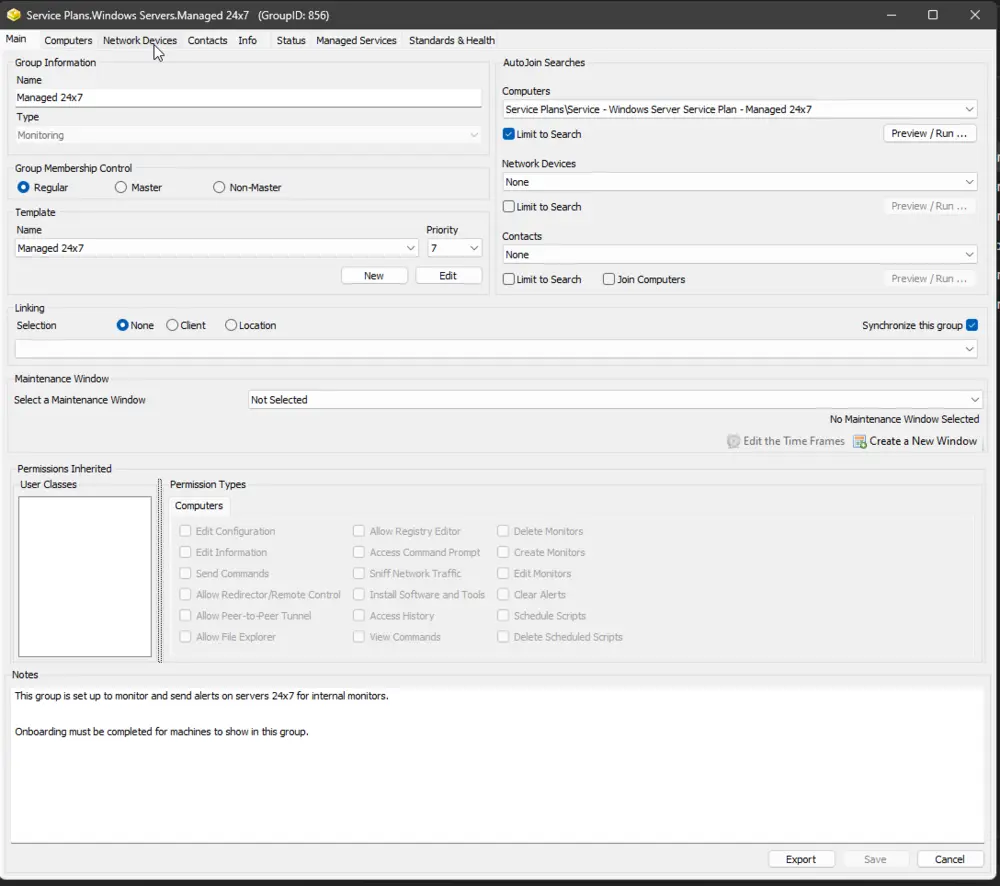 Service Plans.Windows Servers.Managed 24x7 (GroupID: 856)
Main Computers Network Devices Contacts Info Status Managed Services Standards & Health
Group Information
Name
Managed 24x7
Type
Monitoring
Group Membership Control
Regular Master Non-Master
Template
Name Priority
Managed 24x7 7
New Edit
AutoJoin Searches
Computers
Service Plans\Service - Windows Server Service Plan - Managed 24x7
Limit to Search Preview / Run ...
Network Devices
None
Limit to Search Preview / Run ...
Contacts
None
Limit to Search Join Computers Preview / Run ...
Linking
Selection None Client Location Synchronize this group
Maintenance Window
Select a Maintenance Window Not Selected
No Maintenance Window Selected
Edit the Time Frames Create a New Window
Permissions Inherited
User Classes
Permission Types
Computers
Edit Configuration Allow Registry Editor Delete Monitors
Edit Information Access Command Prompt Create Monitors
Send Commands Sniff Network Traffic Edit Monitors
Allow Redirector/Remote Control Install Software and Tools Clear Alerts
Allow Peer-to-Peer Tunnel Access History Schedule Scripts
Allow File Explorer View Commands Delete Scheduled Scripts
Notes
This group is set up to monitor and send alerts on servers 24x7 for internal monitors.
Onboarding must be completed for machines to show in this group.
Export Save Cancel